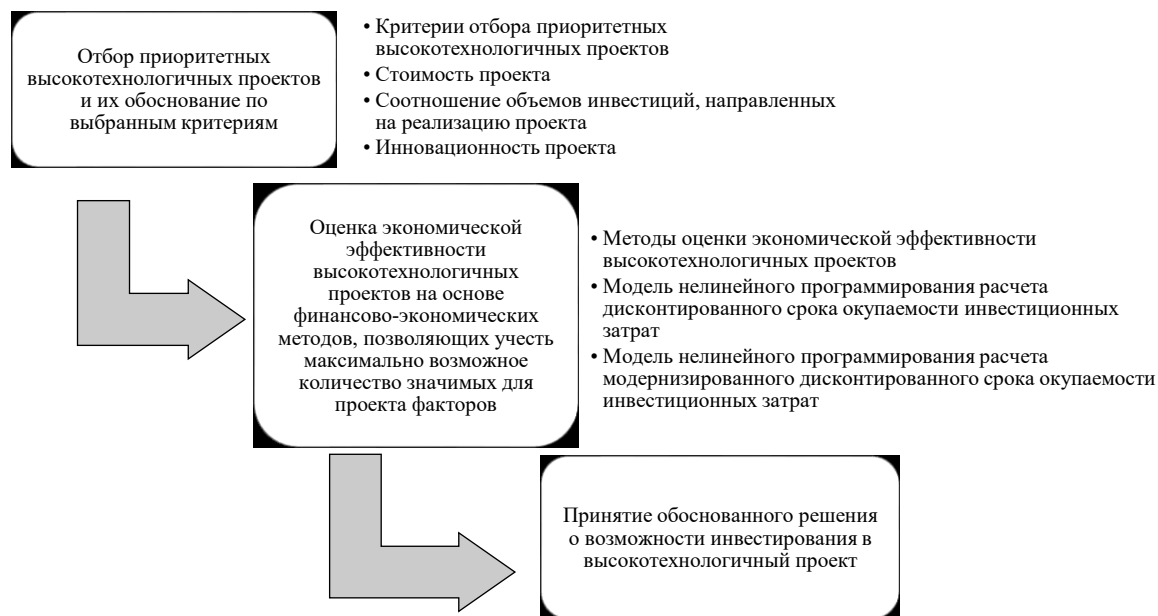 Отбор приоритетных
высокотехнологичных проектов
и их обоснование по
выбранным критериям
• Критерии отбора приоритетных
высокотехнологичных проектов
• Стоимость проекта
• Соотношение объемов инвестиций, направленных
на реализацию проекта
• Инновационность проекта
Оценка экономической
эффективности
высокотехнологичных
проектов на основе
финансово-экономических
методов, позволяющих учесть
максимально возможное
количество значимых для
проекта факторов
• Методы оценки экономической эффективности
высокотехнологичных проектов
• Модель нелинейного программирования расчета
дисконтированного срока окупаемости инвестиционных
затрат
• Модель нелинейного программирования расчета
модернизированного дисконтированного срока окупаемости
инвестиционных затрат
Принятие обоснованного решения
о возможности инвестирования в
высокотехнологичный проект